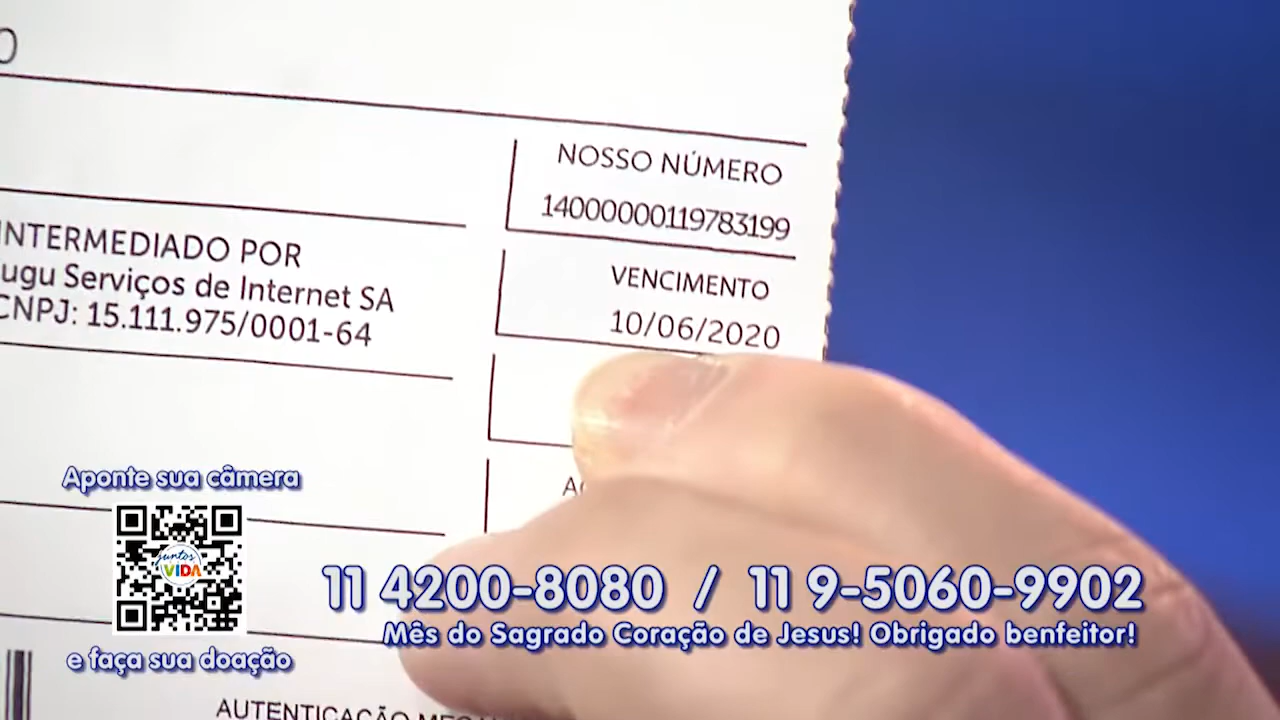 NOSSO NÚMERO
14000000119783199
INTERMEDIADO POR
ugu Serviços de Internet SA
CNPJ: 15.111.975/0001-64
VENCIMENTO
10/06/2020
Aponte sua câmera
juntos
VIDA
e faça sua doação
11 4200-8080 / 11 9-5060-9902
Mês do Sagrado Coração de Jesus! Obrigado benfeitor!
AUTENTICAÇÃO